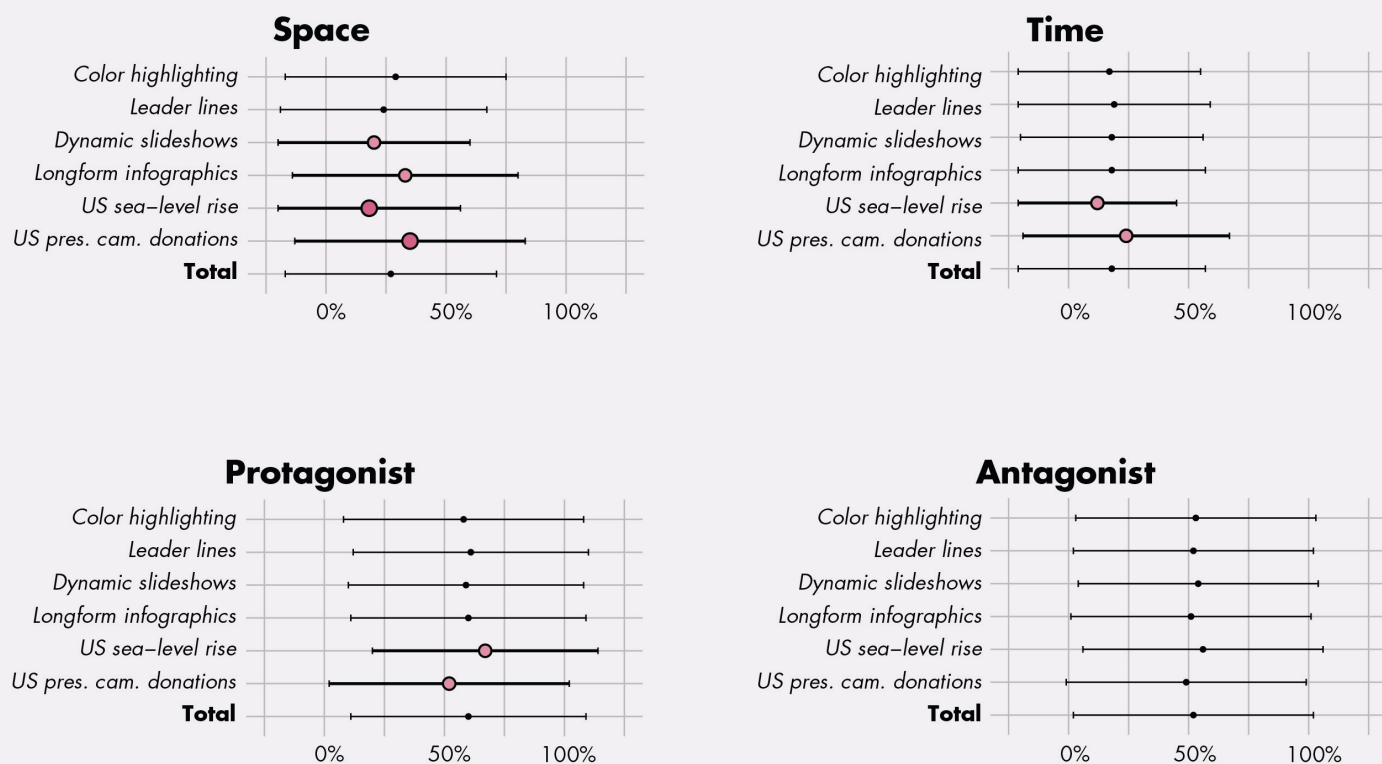 Space
Color highlighting
Leader lines
Dynamic slideshows
Longform infographics
US sea–level rise
US pres. cam. donations
Total
0% 50% 100%
Time
Color highlighting
Leader lines
Dynamic slideshows
Longform infographics
US sea–level rise
US pres. cam. donations
Total
0% 50% 100%
Protagonist
Color highlighting
Leader lines
Dynamic slideshows
Longform infographics
US sea–level rise
US pres. cam. donations
Total
0% 50% 100%
Antagonist
Color highlighting
Leader lines
Dynamic slideshows
Longform infographics
US sea–level rise
US pres. cam. donations
Total
0% 50% 100%